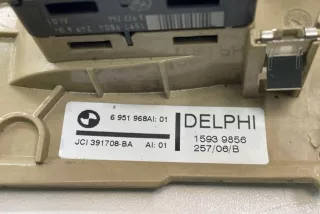 6 951 968AI: 01
JCI 391708-BA AI: 01
DELPHI
1593 9856
257/06/B